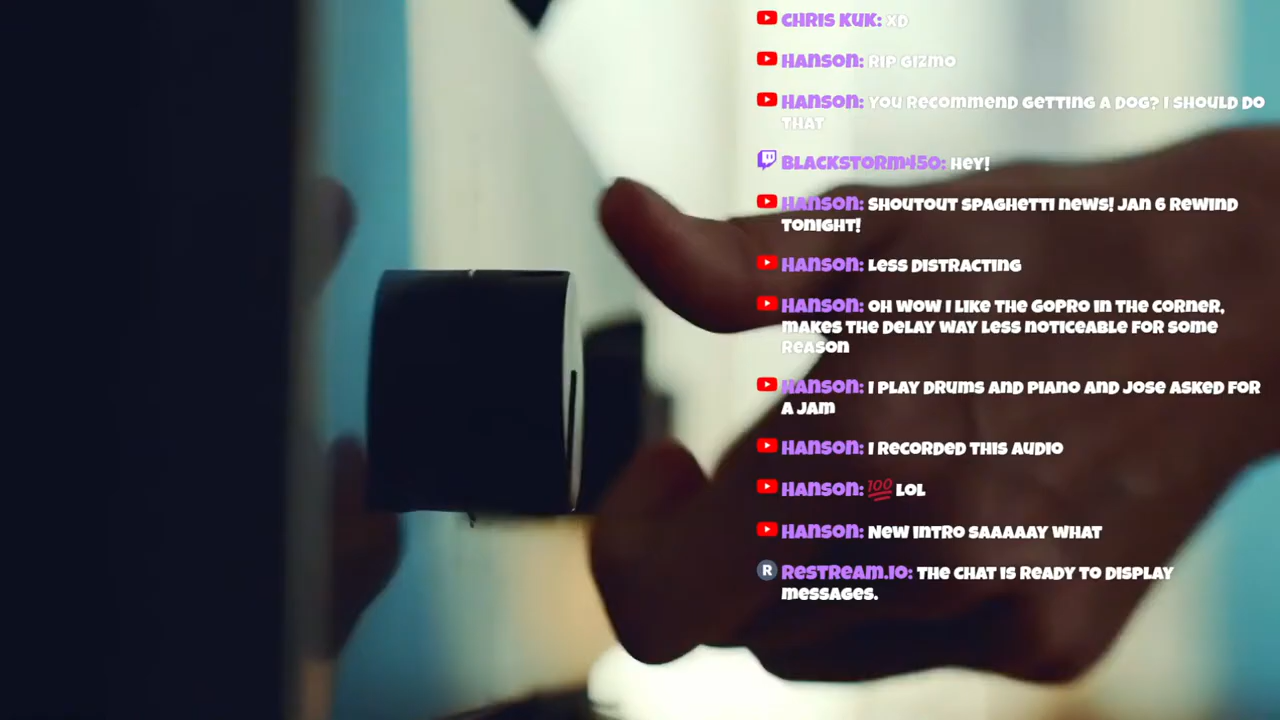 Chris Kuk: XD
Hanson: RIP Gizmo
Hanson: You recommend getting a dog? I should do
that
Blackstorm450: Hey!
Hanson: Shoutout Spaghetti News! Jan 6 Rewind
tonight!
Hanson: Less distracting
Hanson: Oh wow I like the GoPro in the corner,
makes the delay way less noticeable for some
reason
Hanson: I play drums and piano and Jose asked for
a jam
Hanson: I recorded this audio
Hanson: 💯 lol
Hanson: New intro saaaaay what
Restream.io: The chat is ready to display
messages.